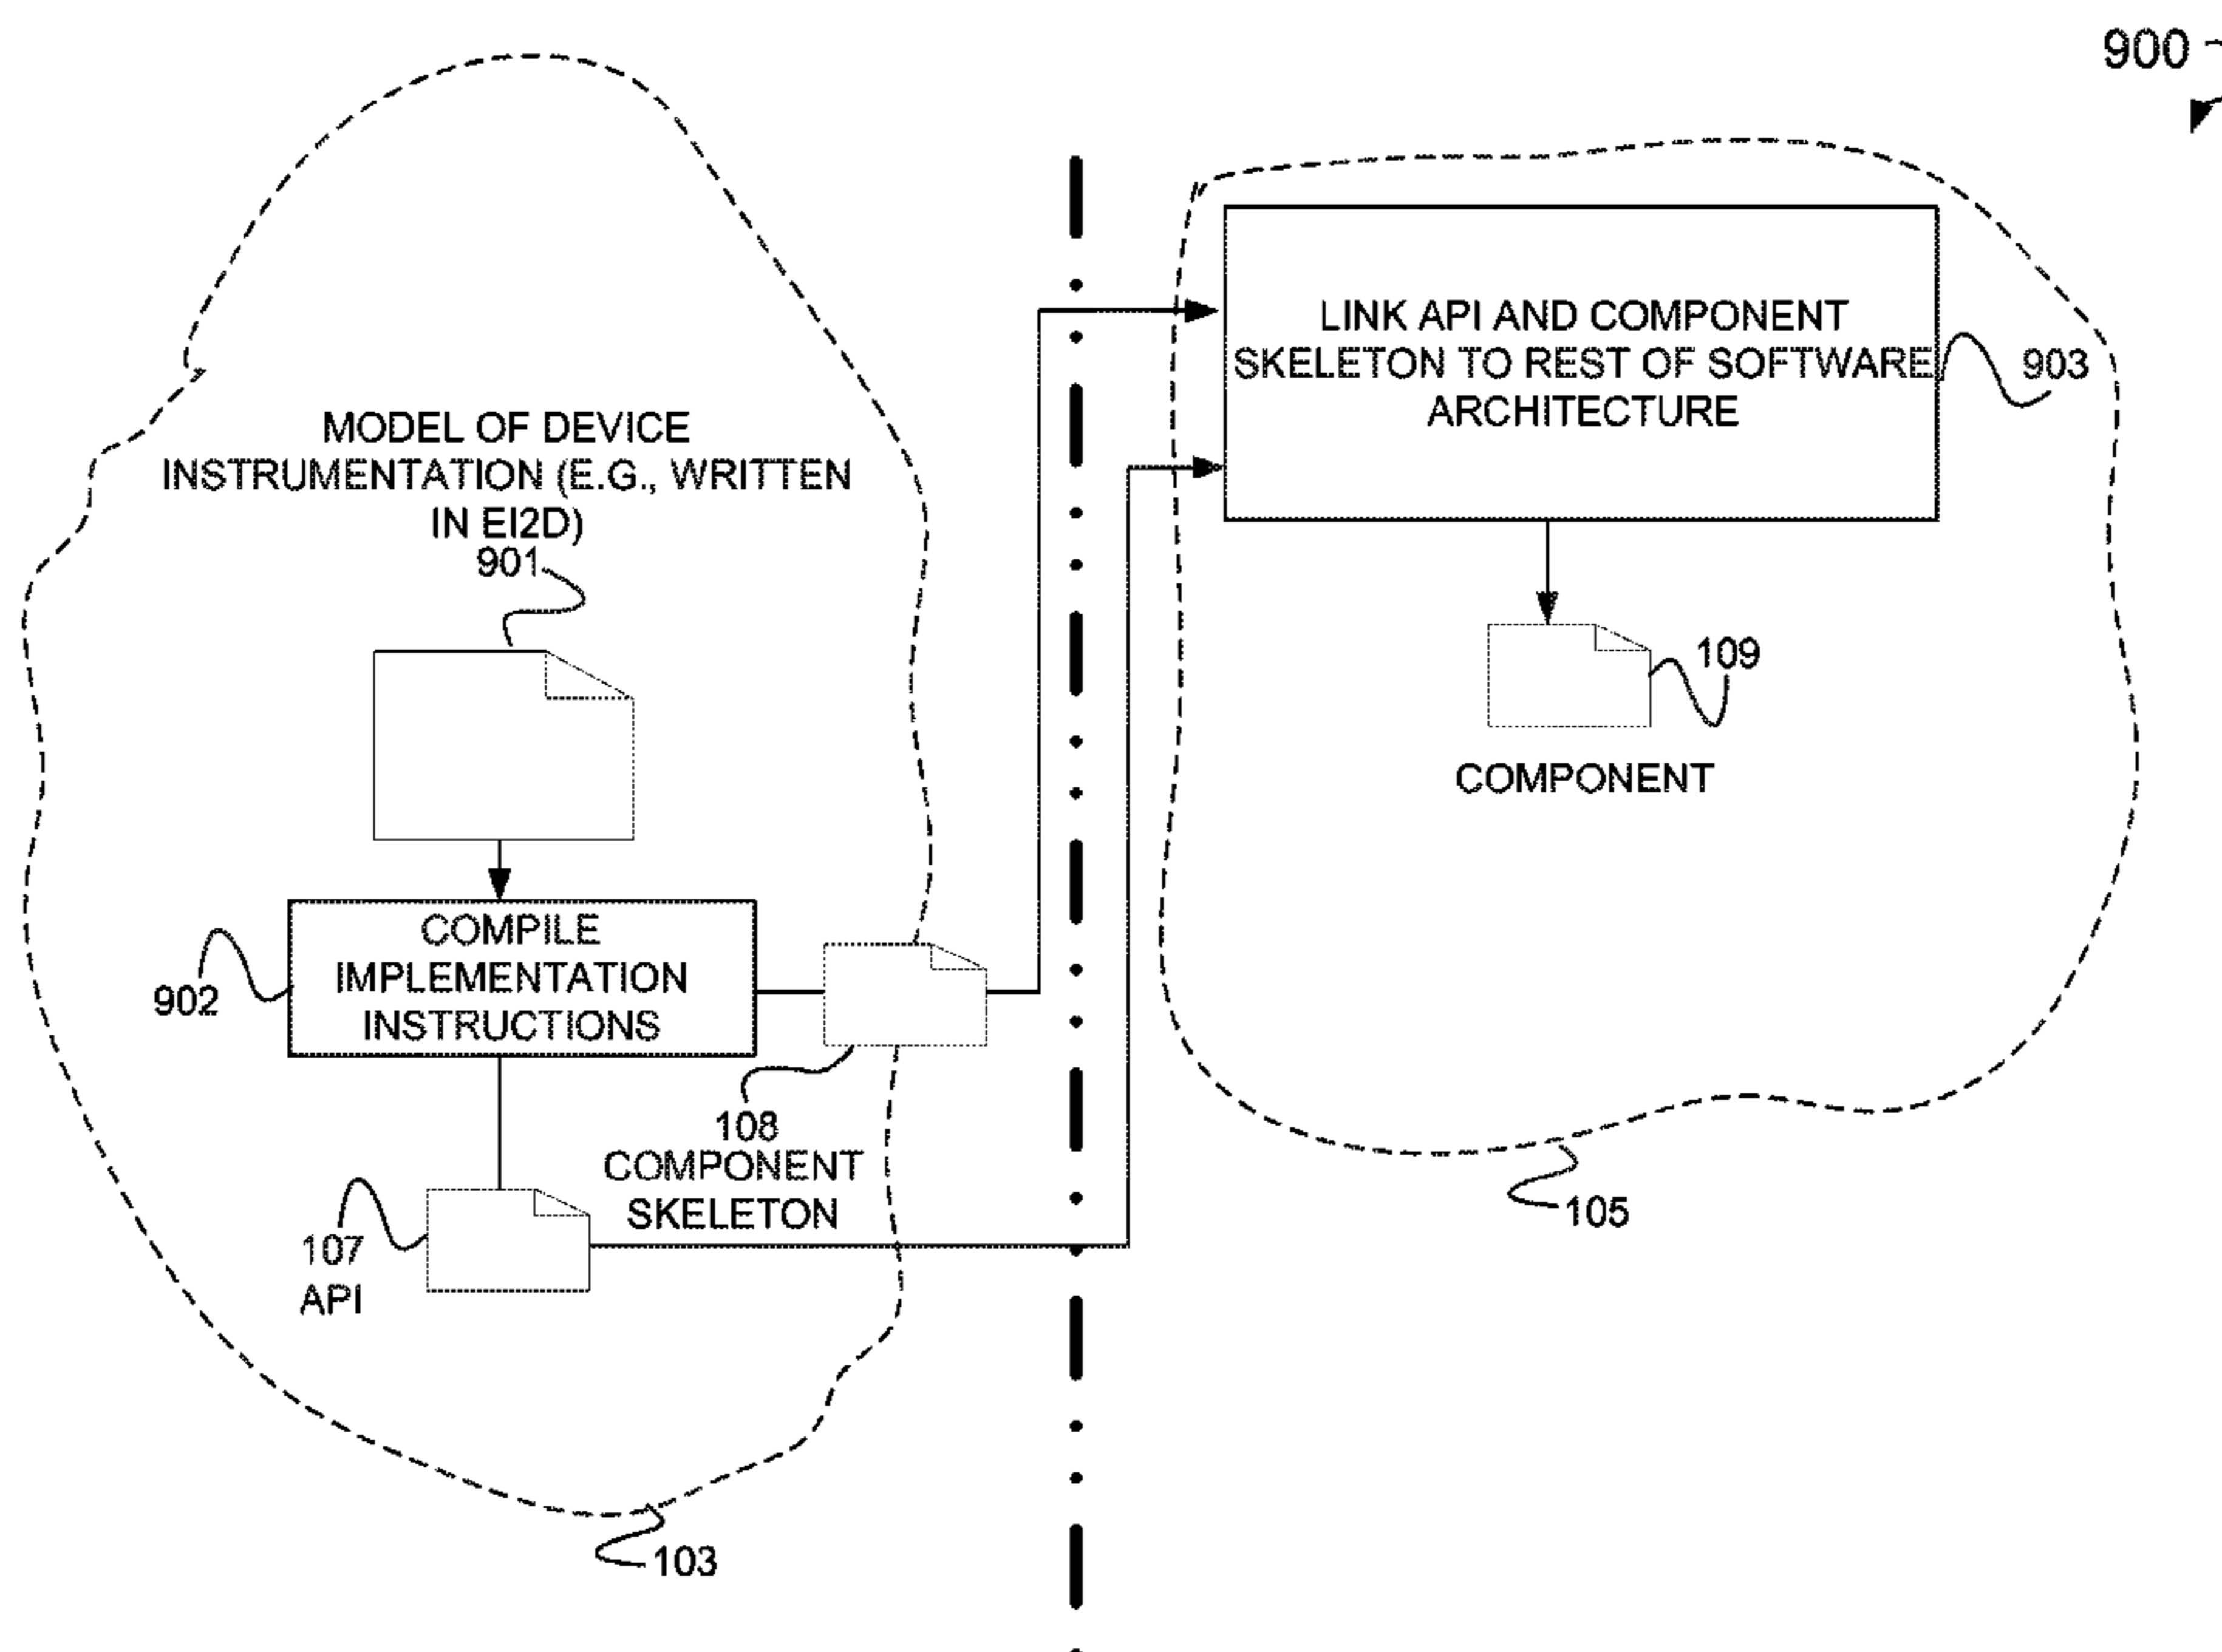 900
MODEL OF DEVICE
INSTRUMENTATION (E.G., WRITTEN
IN EI2D)
901
COMPILE
IMPLEMENTATION
INSTRUCTIONS
902
108
COMPONENT
SKELETON
107
API
103
LINK API AND COMPONENT
SKELETON TO REST OF SOFTWARE
ARCHITECTURE
903
109
COMPONENT
105